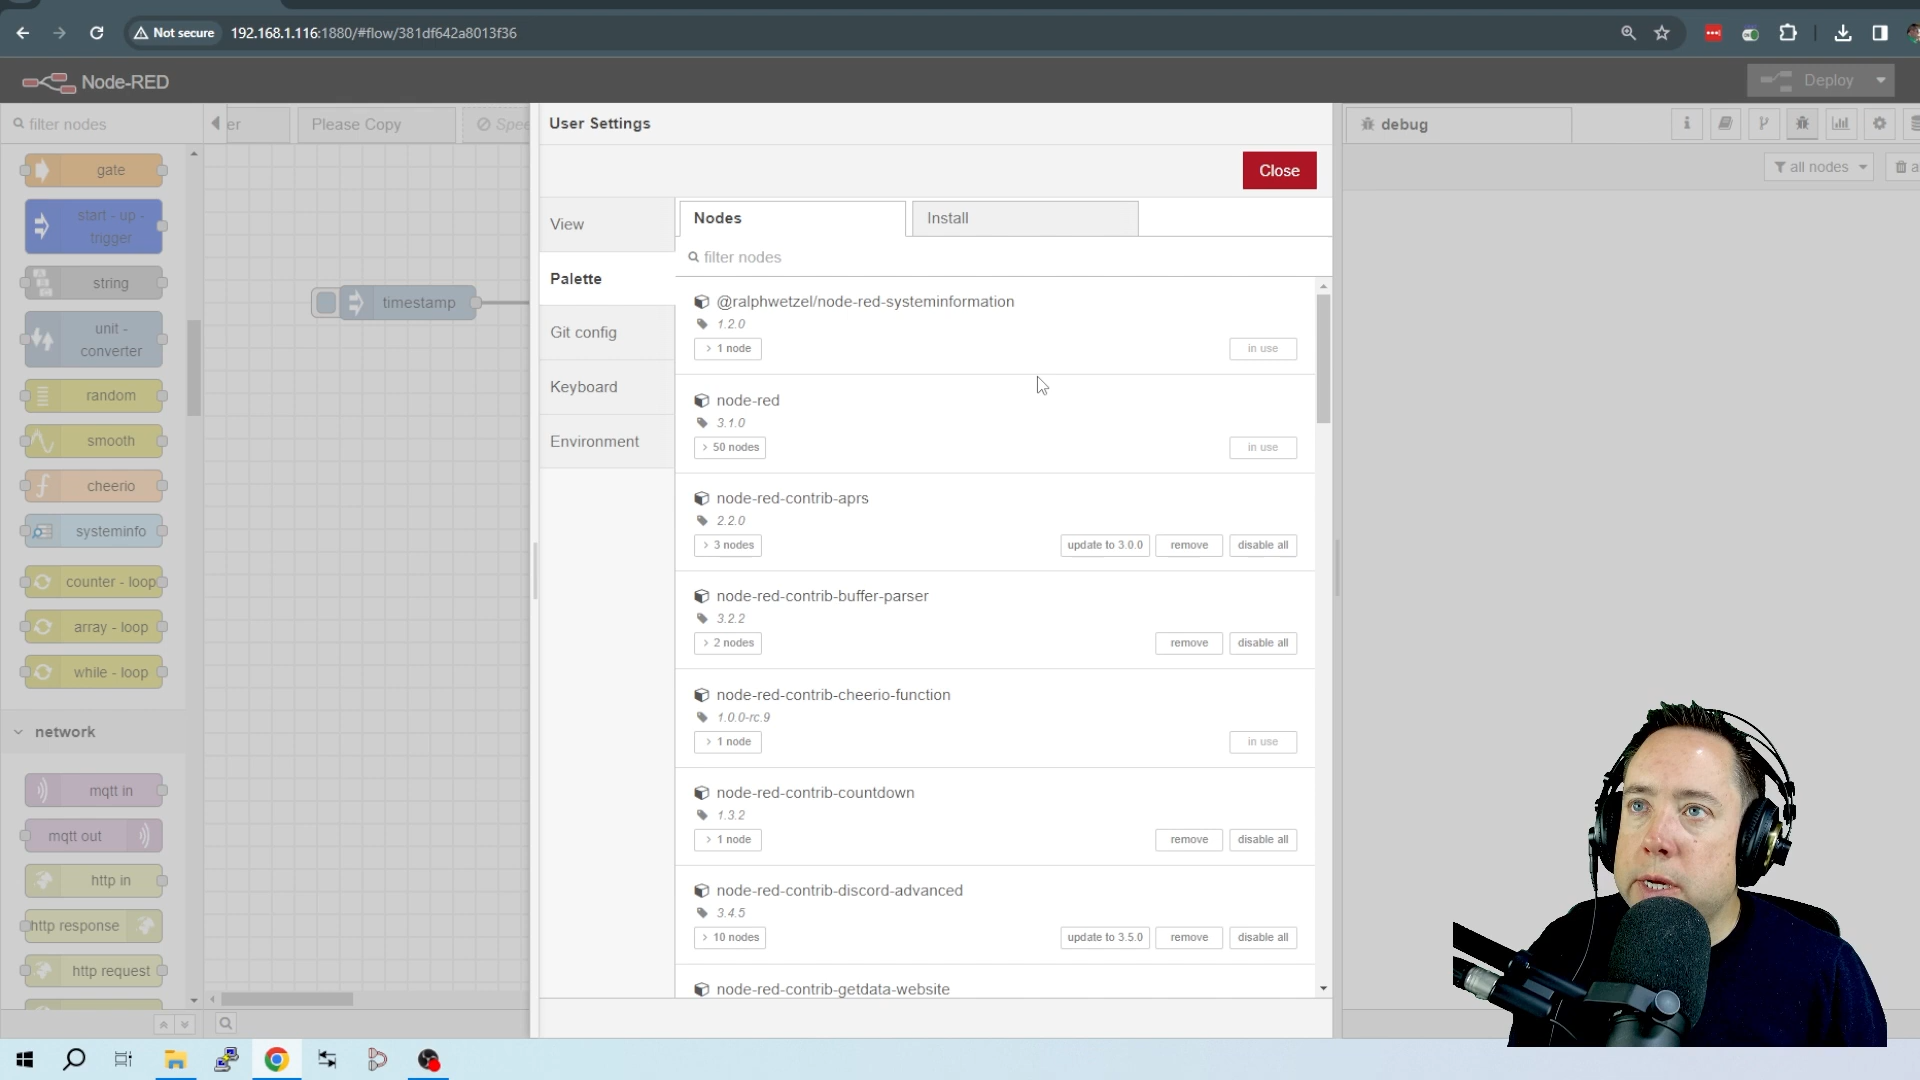 Not secure
192.168.1.116:1880/#flow/381df642a8013f36
Node-RED
Deploy
filter nodes
er
Please Copy
Spee
User Settings
debug
Close
all nodes
a
gate
start - up -
trigger
string
unit -
converter
random
smooth
cheerio
systeminfo
counter - loop
array - loop
while - loop
network
mqtt in
mqtt out
http in
http response
http request
timestamp
View
Palette
Git config
Keyboard
Environment
Nodes
Install
filter nodes
@ralphwetzel/node-red-systeminformation
1.2.0
1 node
in use
node-red
3.1.0
50 nodes
in use
node-red-contrib-aprs
2.2.0
3 nodes
update to 3.0.0
remove
disable all
node-red-contrib-buffer-parser
3.2.2
2 nodes
remove
disable all
node-red-contrib-cheerio-function
1.0.0-rc.9
1 node
in use
node-red-contrib-countdown
1.3.2
1 node
remove
disable all
node-red-contrib-discord-advanced
3.4.5
10 nodes
update to 3.5.0
remove
disable all
node-red-contrib-getdata-website